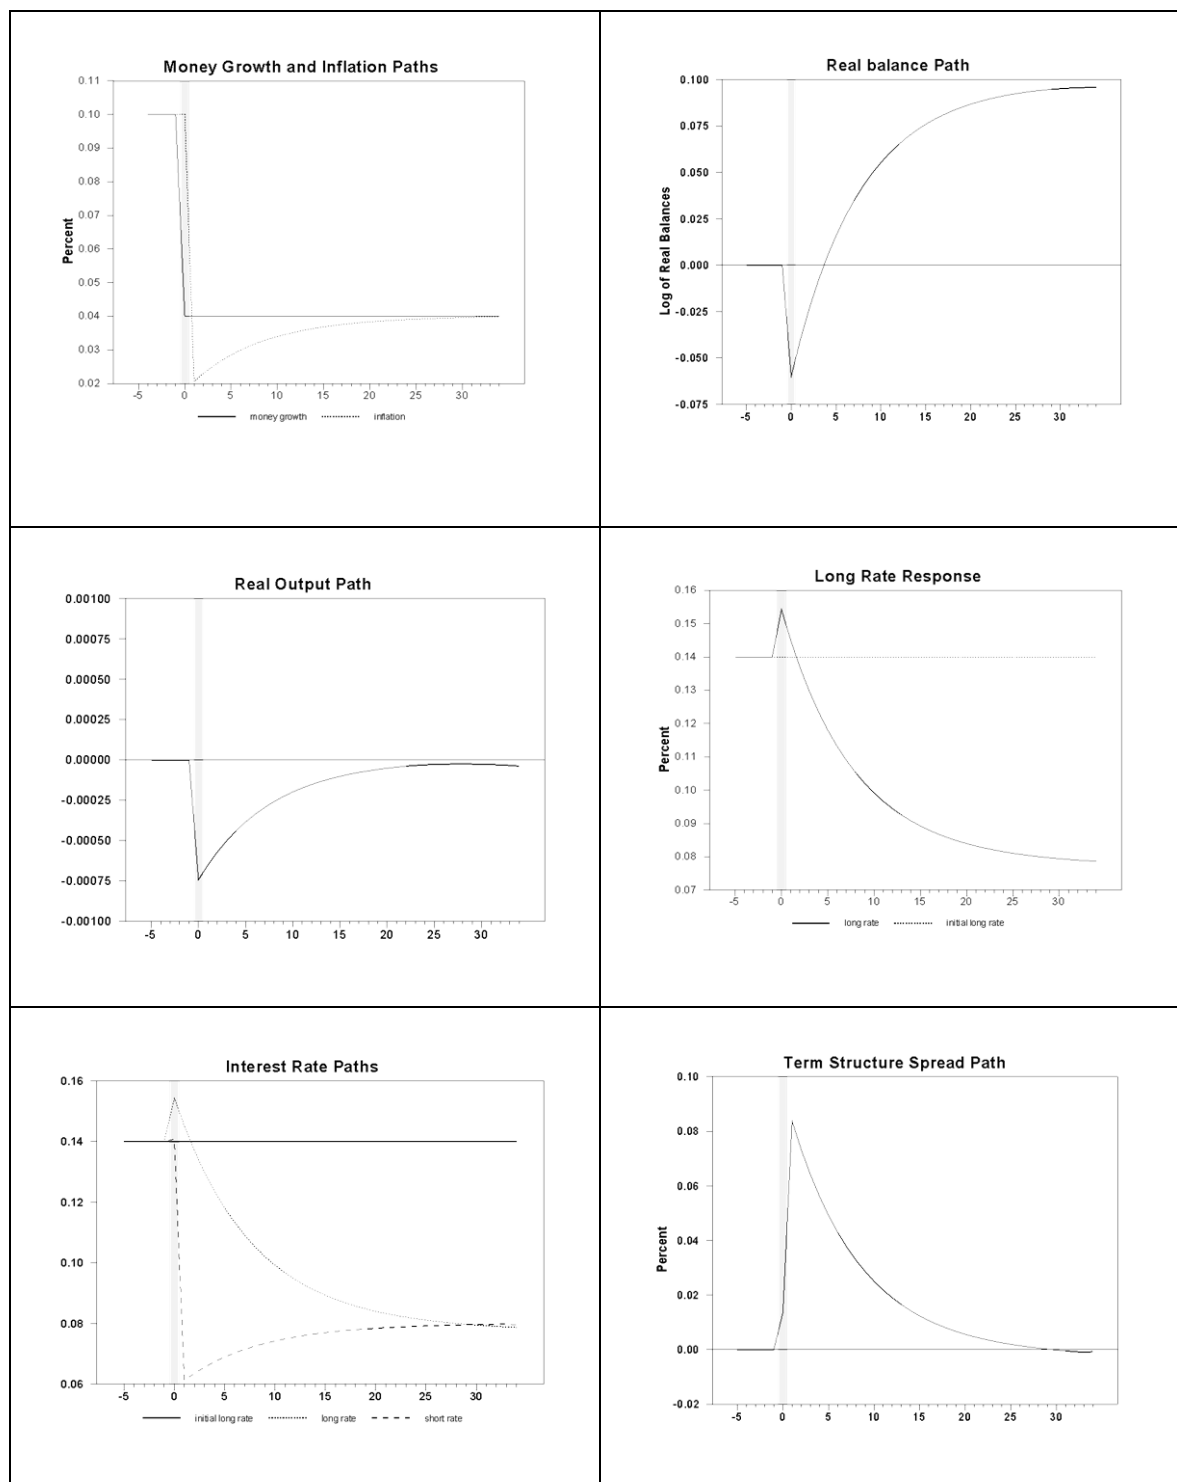 Money Growth and Inflation Paths
Percent
0.11
0.10
0.09
0.08
0.07
0.06
0.05
0.04
0.03
0.02
-5 0 5 10 15 20 25 30
money growth inflation
Real balance Path
Log of Real Balances
0.100
0.075
0.050
0.025
0.000
-0.025
-0.050
-0.075
-5 0 5 10 15 20 25 30
Real Output Path
0.00100
0.00075
0.00050
0.00025
0.00000
-0.00025
-0.00050
-0.00075
-0.00100
-5 0 5 10 15 20 25 30
Long Rate Response
Percent
0.16
0.15
0.14
0.13
0.12
0.11
0.10
0.09
0.08
0.07
-5 0 5 10 15 20 25 30
long rate initial long rate
Interest Rate Paths
0.16
0.14
0.12
0.10
0.08
0.06
-5 0 5 10 15 20 25 30
initial long rate long rate short rate
Term Structure Spread Path
Percent
0.10
0.08
0.06
0.04
0.02
0.00
-0.02
-5 0 5 10 15 20 25 30